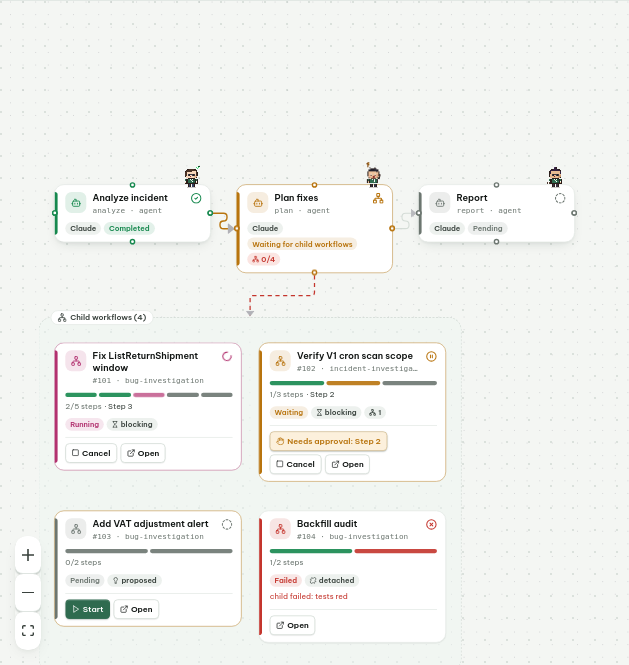 Analyze incident
analyze · agent
Claude
Completed
Plan fixes
plan · agent
Claude
Waiting for child workflows
0/4
Report
report · agent
Claude
Pending
Child workflows (4)
Fix ListReturnShipment
window
#101 · bug-investigation
2/5 steps · Step 3
Running
blocking
Cancel
Open
Verify V1 cron scan scope
#102 · incident-investiga…
1/3 steps · Step 2
Waiting
blocking
1
Needs approval: Step 2
Cancel
Open
Add VAT adjustment alert
#103 · bug-investigation
0/2 steps
Pending
proposed
Start
Open
Backfill audit
#104 · bug-investigation
1/2 steps
Failed
detached
child failed: tests red
Open